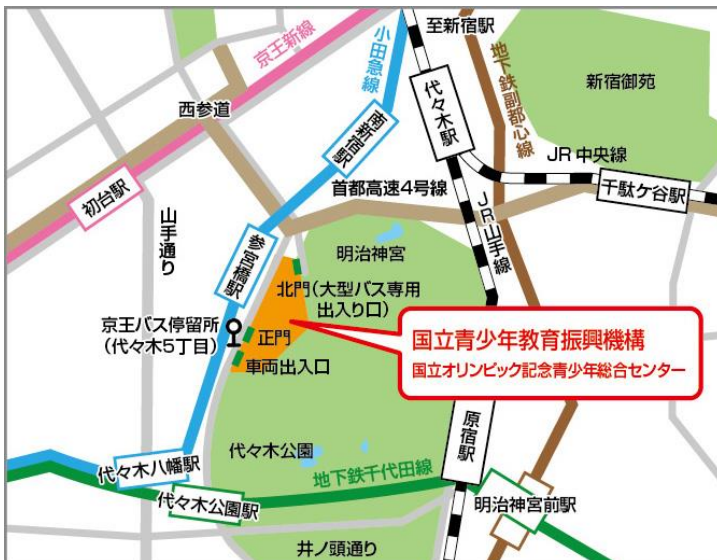 至新宿駅
京王新線
小田急線
地下鉄副都心線
新宿御苑
西参道
代々木駅
南新宿駅
JR中央線
首都高速4号線
千駄ケ谷駅
初台駅
山手通り
JR山手線
参宮橋駅
明治神宮
北門(大型バス専用
出入り口)
京王バス停留所
(代々木5丁目)
正門
車両出入口
国立青少年教育振興機構
国立オリンピック記念青少年総合センター
原宿駅
代々木公園
代々木八幡駅
地下鉄千代田線
代々木公園駅
明治神宮前駅
井ノ頭通り